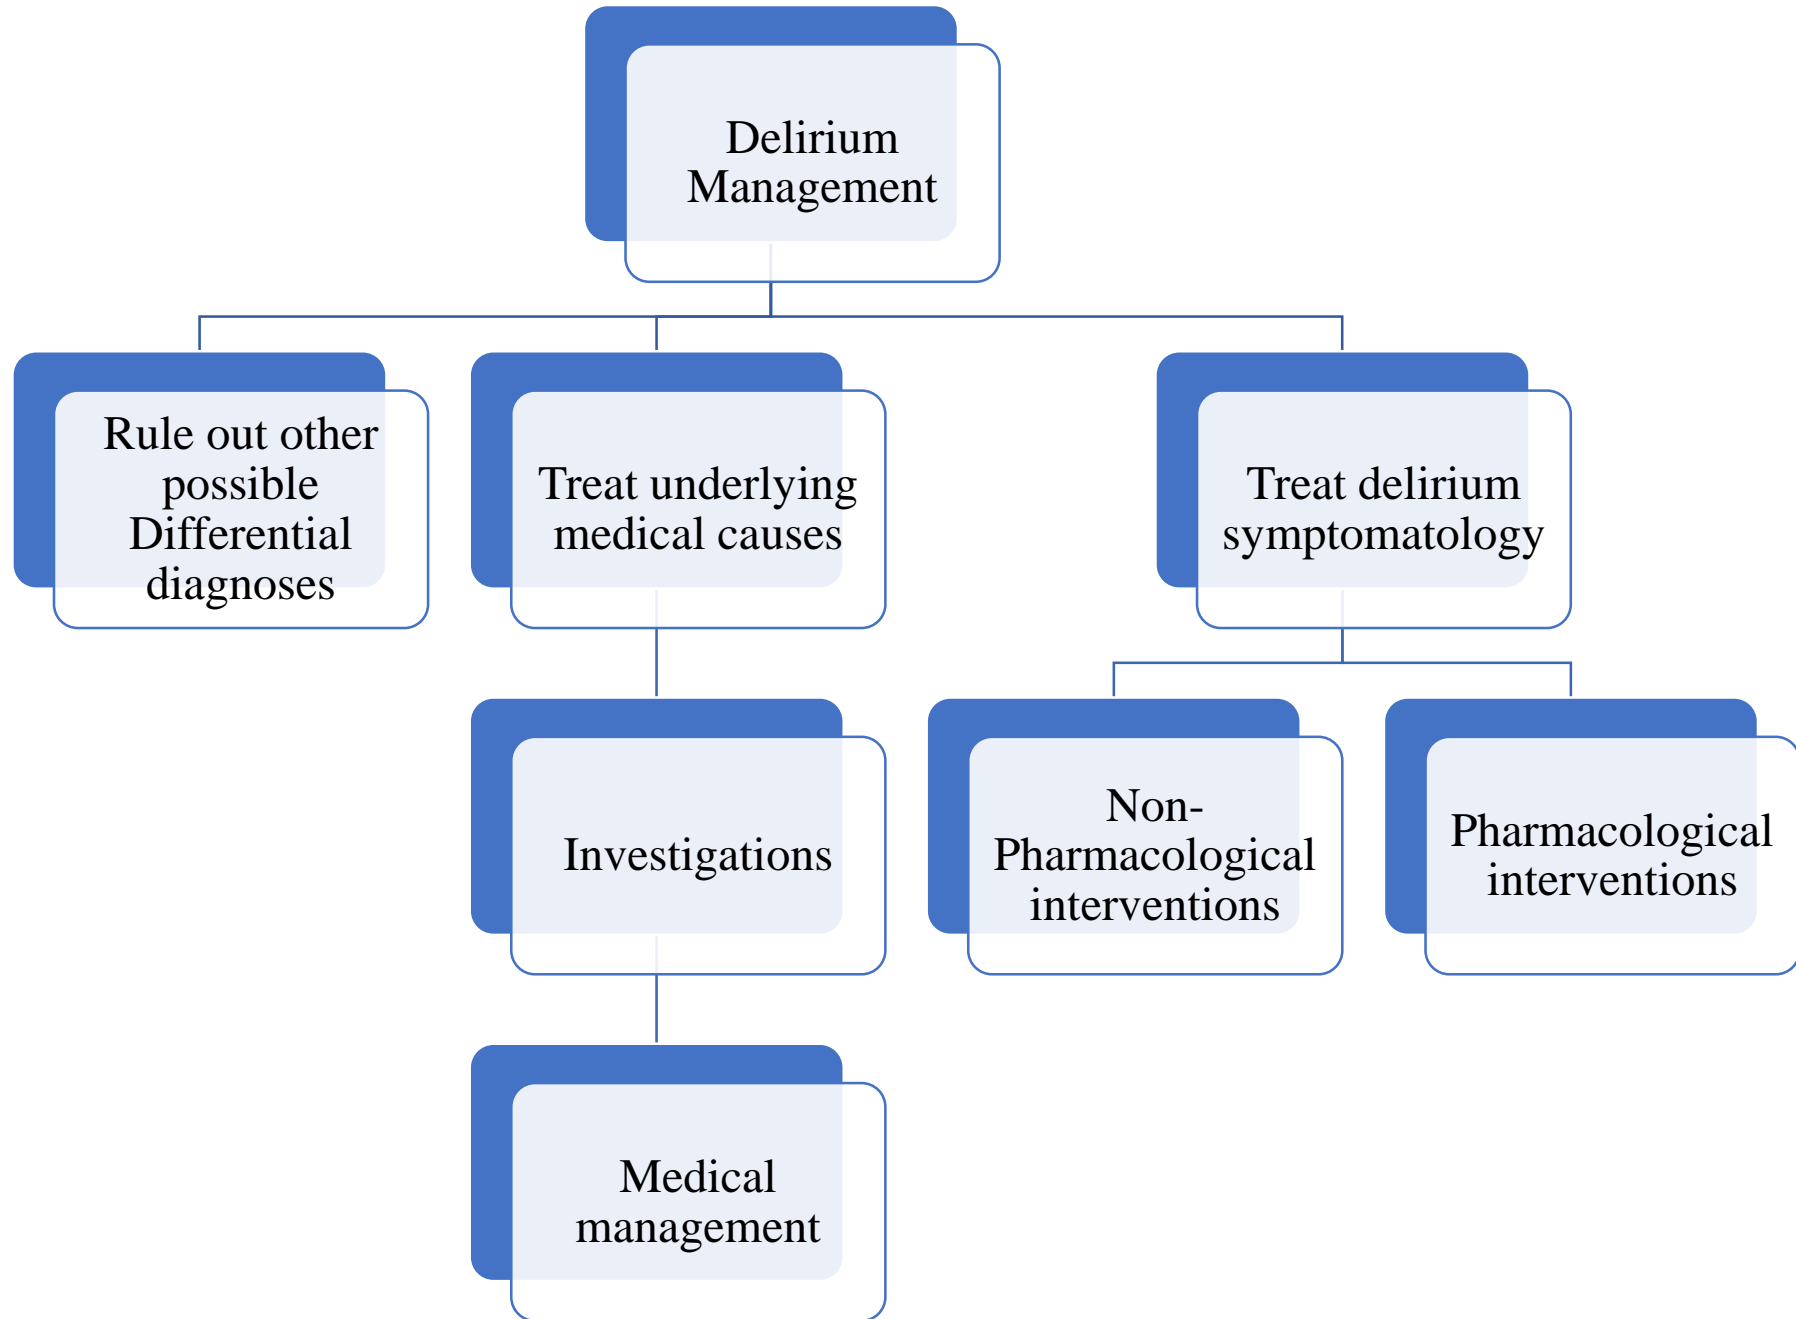 Delirium
Management
Rule out other
possible
Differential
diagnoses
Treat underlying
medical causes
Treat delirium
symptomatology
Investigations
Non-
Pharmacological
interventions
Pharmacological
interventions
Medical
management